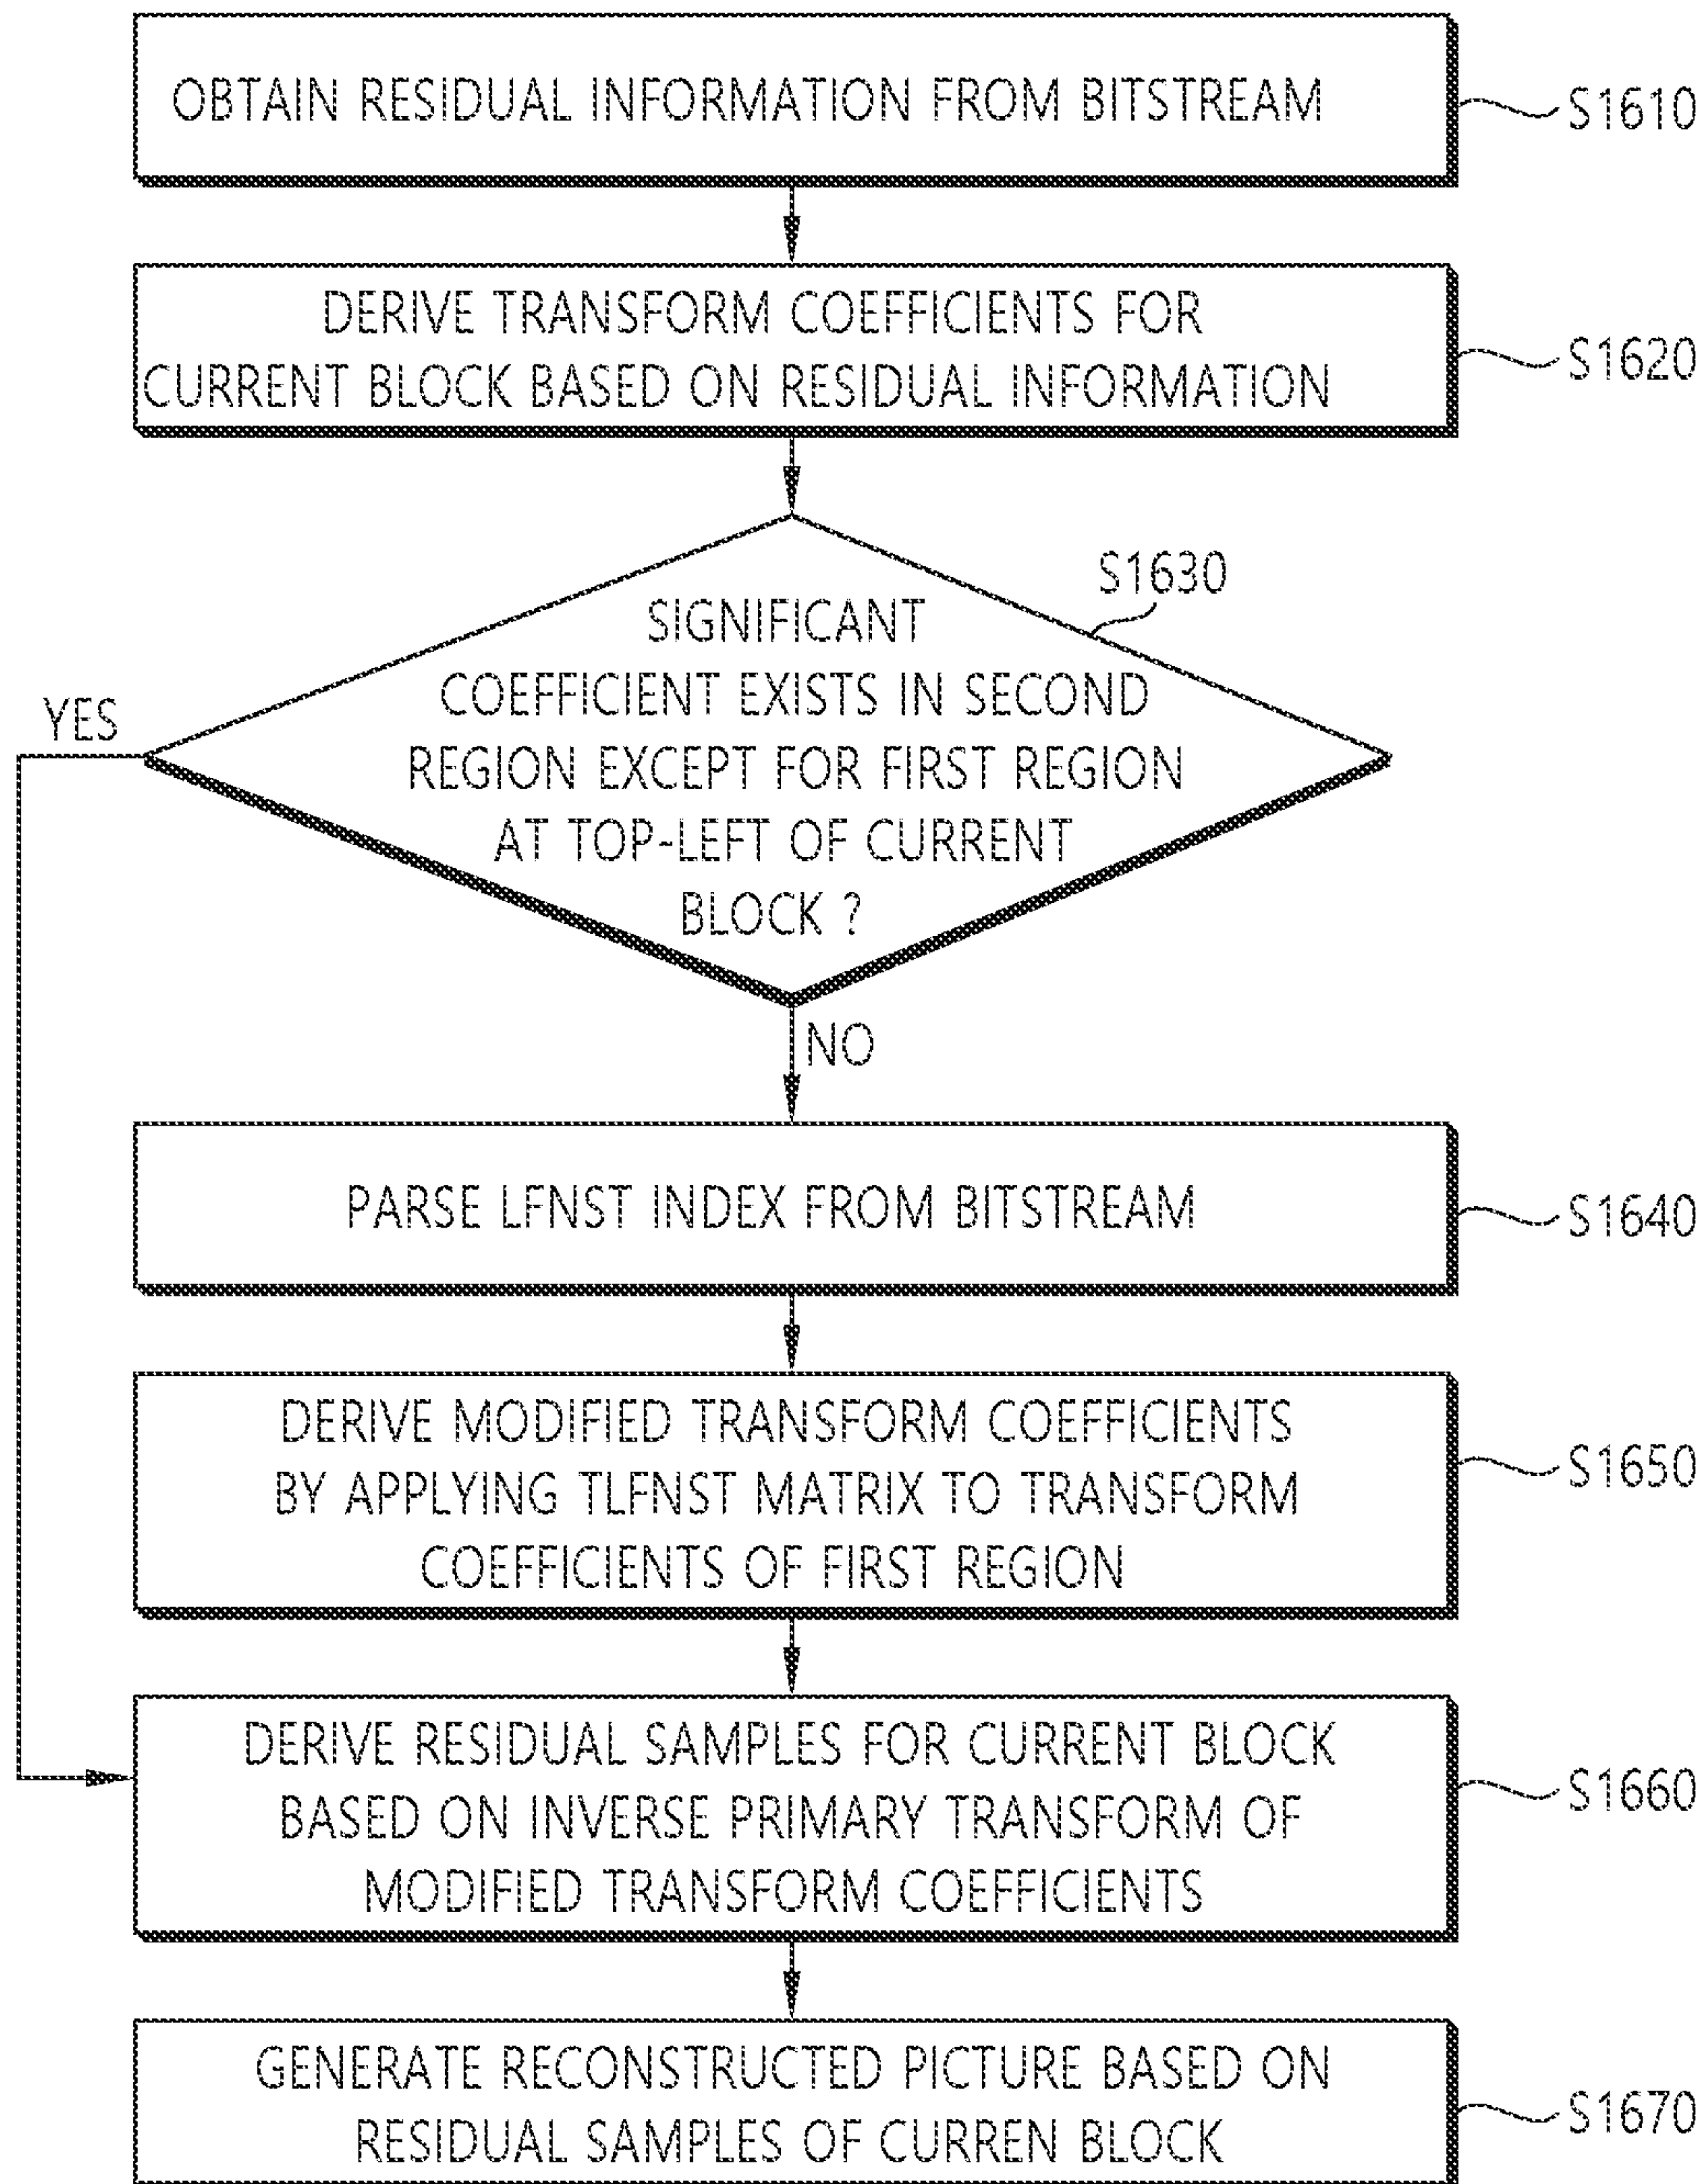 OBTAIN RESIDUAL INFORMATION FROM BITSTREAM
S1610
DERIVE TRANSFORM COEFFICIENTS FOR
CURRENT BLOCK BASED ON RESIDUAL INFORMATION
S1620
S1630
SIGNIFICANT
COEFFICIENT EXISTS IN SECOND
REGION EXCEPT FOR FIRST REGION
AT TOP-LEFT OF CURRENT
BLOCK ?
YES
NO
PARSE LFNST INDEX FROM BITSTREAM
S1640
DERIVE MODIFIED TRANSFORM COEFFICIENTS
BY APPLYING TLFNST MATRIX TO TRANSFORM
COEFFICIENTS OF FIRST REGION
S1650
DERIVE RESIDUAL SAMPLES FOR CURRENT BLOCK
BASED ON INVERSE PRIMARY TRANSFORM OF
MODIFIED TRANSFORM COEFFICIENTS
S1660
GENERATE RECONSTRUCTED PICTURE BASED ON
RESIDUAL SAMPLES OF CURREN BLOCK
S1670